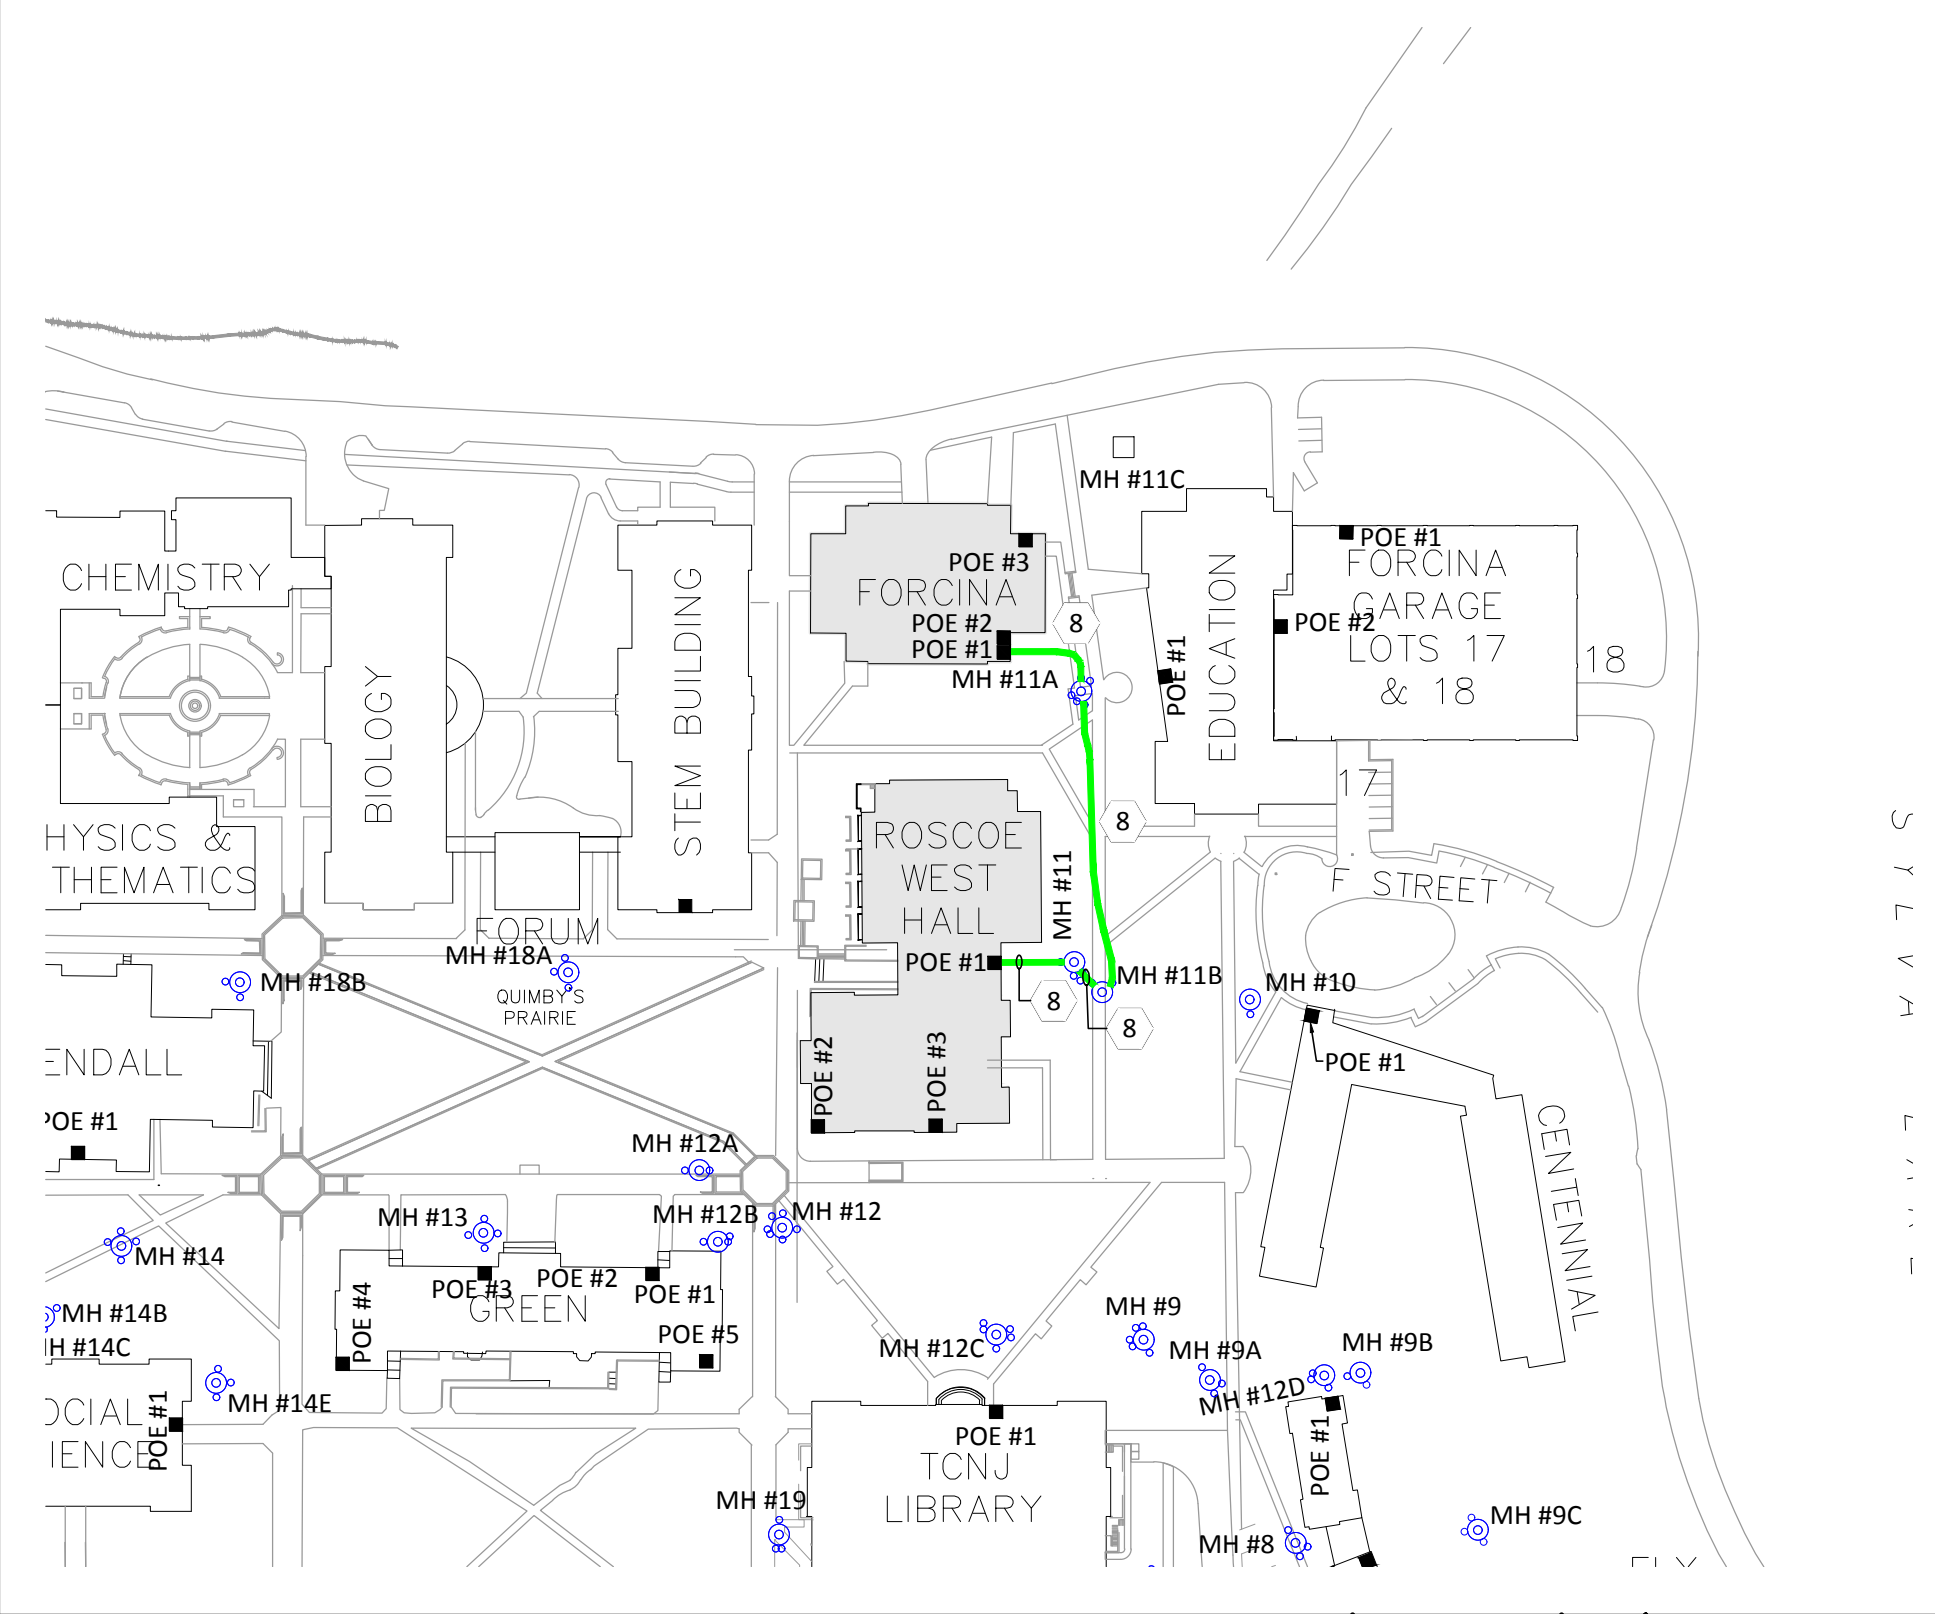 MH #11C
POE #1
FORCINA
GARAGE
LOTS 17
& 18
POE #2
18
17
POE #3
FORCINA
POE #2
POE #1
8
MH #11A
POE #1
EDUCATION
CHEMISTRY
BIOLOGY
STEM BUILDING
HYSICS &
THEMATICS
ROSCOE
WEST
HALL
MH #11
8
F STREET
SYLVA
FORUM
MH #18A
MH #18B
QUIMBY'S
PRAIRIE
POE #1
8
8
MH #11B
MH #10
POE #1
CENTENNIAL
ENDALL
POE #1
POE #2
POE #3
MH #12A
MH #12B
MH #12
MH #13
MH #14
MH #14B
MH #14C
MH #14E
POE #3
POE #2
POE #1
POE #4
GREEN
POE #5
MH #12C
MH #9
MH #9A
MH #9B
MH #12D
POE #1
OCIAL
IENCE
POE #1
POE #1
TCNJ
LIBRARY
MH #19
MH #8
MH #9C